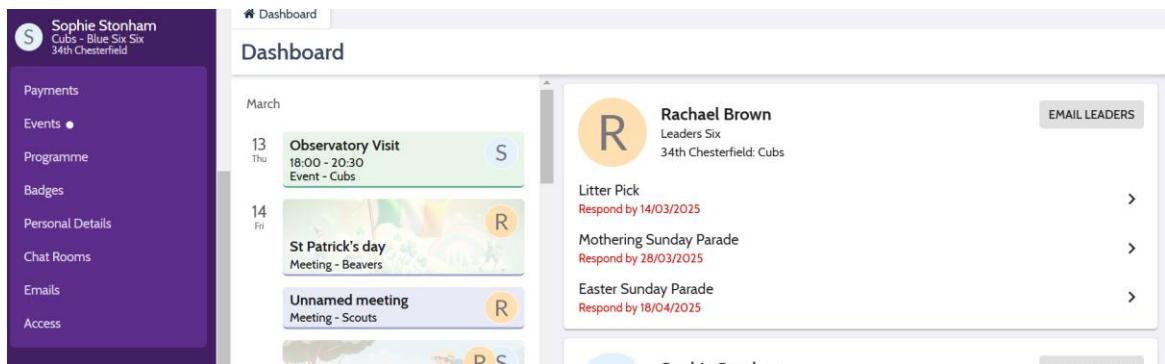 S
Sophie Stonham
Cubs - Blue Six Six
34th Chesterfield
Payments
Events
Programme
Badges
Personal Details
Chat Rooms
Emails
Access
Dashboard
Dashboard
March
13
Thu
Observatory Visit
18:00 - 20:30
Event - Cubs
S
14
Fri
R
St Patrick's day
Meeting - Beavers
Unnamed meeting
Meeting - Scouts
R
R S
R
Rachael Brown
Leaders Six
34th Chesterfield: Cubs
EMAIL LEADERS
Litter Pick
Respond by 14/03/2025
Mothering Sunday Parade
Respond by 28/03/2025
Easter Sunday Parade
Respond by 18/04/2025